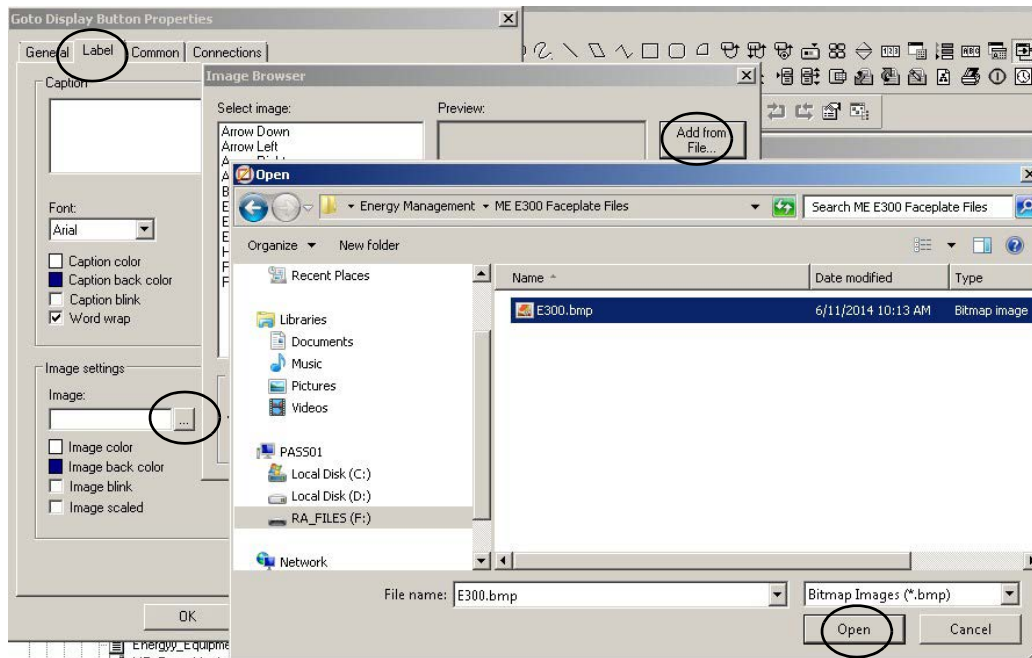 Goto Display Button Properties
General Label Common Connections
Caption
Font:
Arial
Caption color
Caption back color
Caption blink
Word wrap
Image settings
Image:
...
Image color
Image back color
Image blink
Image scaled
OK
Image Browser
Select image:
Preview:
Arrow Down
Arrow Left
Add from
File...
Open
Energy Management ME E300 Faceplate Files
Search ME E300 Faceplate Files
Organize New folder
Recent Places
Libraries
Documents
Music
Pictures
Videos
PASS01
Local Disk (C:)
Local Disk (D:)
RA_FILES (F:)
Network
Name Date modified Type
E300.bmp 6/11/2014 10:13 AM Bitmap image
File name: E300.bmp
Bitmap Images (*.bmp)
Open Cancel